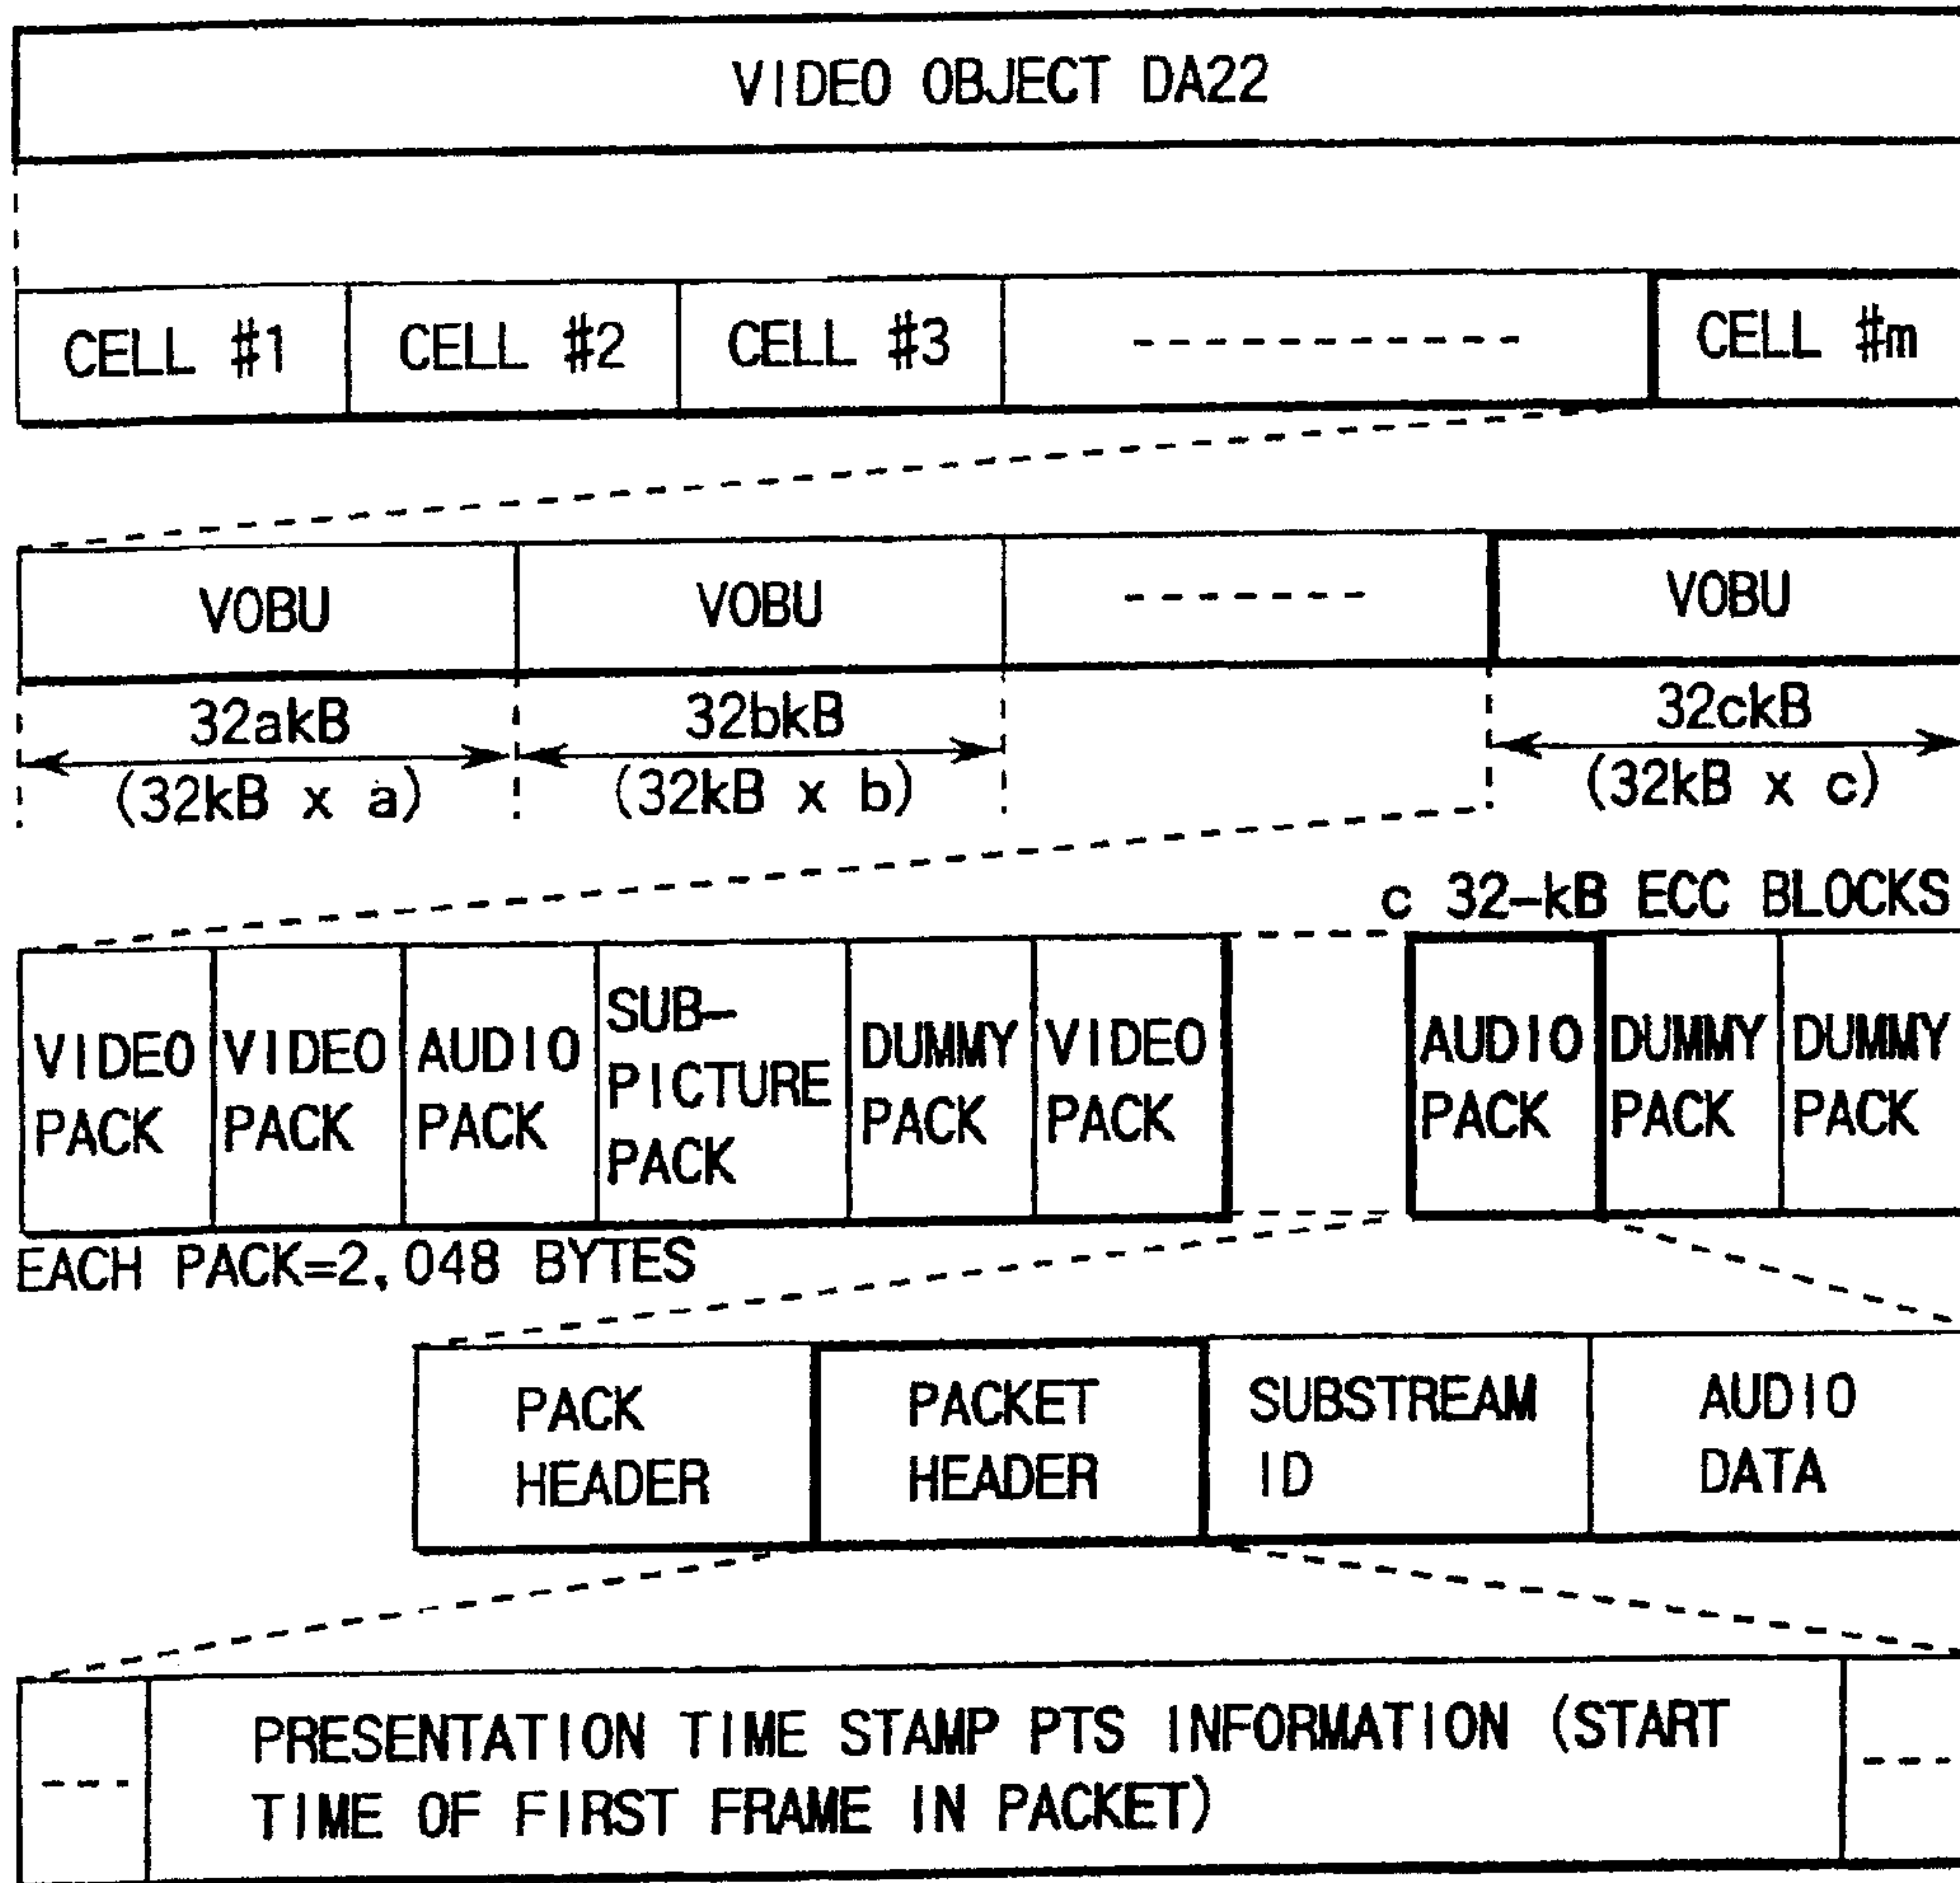 VIDEO OBJECT DA22
CELL #1 CELL #2 CELL #3 ----------- CELL #m
VOBU VOBU ------- VOBU
32akB 32bkB 32ckB
(32kB x a) (32kB x b) (32kB x c)
c 32-kB ECC BLOCKS
VIDEO
PACK
VIDEO
PACK
AUDIO
PACK
SUB-
PICTURE
PACK
DUMMY
PACK
VIDEO
PACK
AUDIO
PACK
DUMMY
PACK
DUMMY
PACK
EACH PACK=2,048 BYTES
PACK
HEADER
PACKET
HEADER
SUBSTREAM
ID
AUDIO
DATA
--- PRESENTATION TIME STAMP PTS INFORMATION (START ---
TIME OF FIRST FRAME IN PACKET)